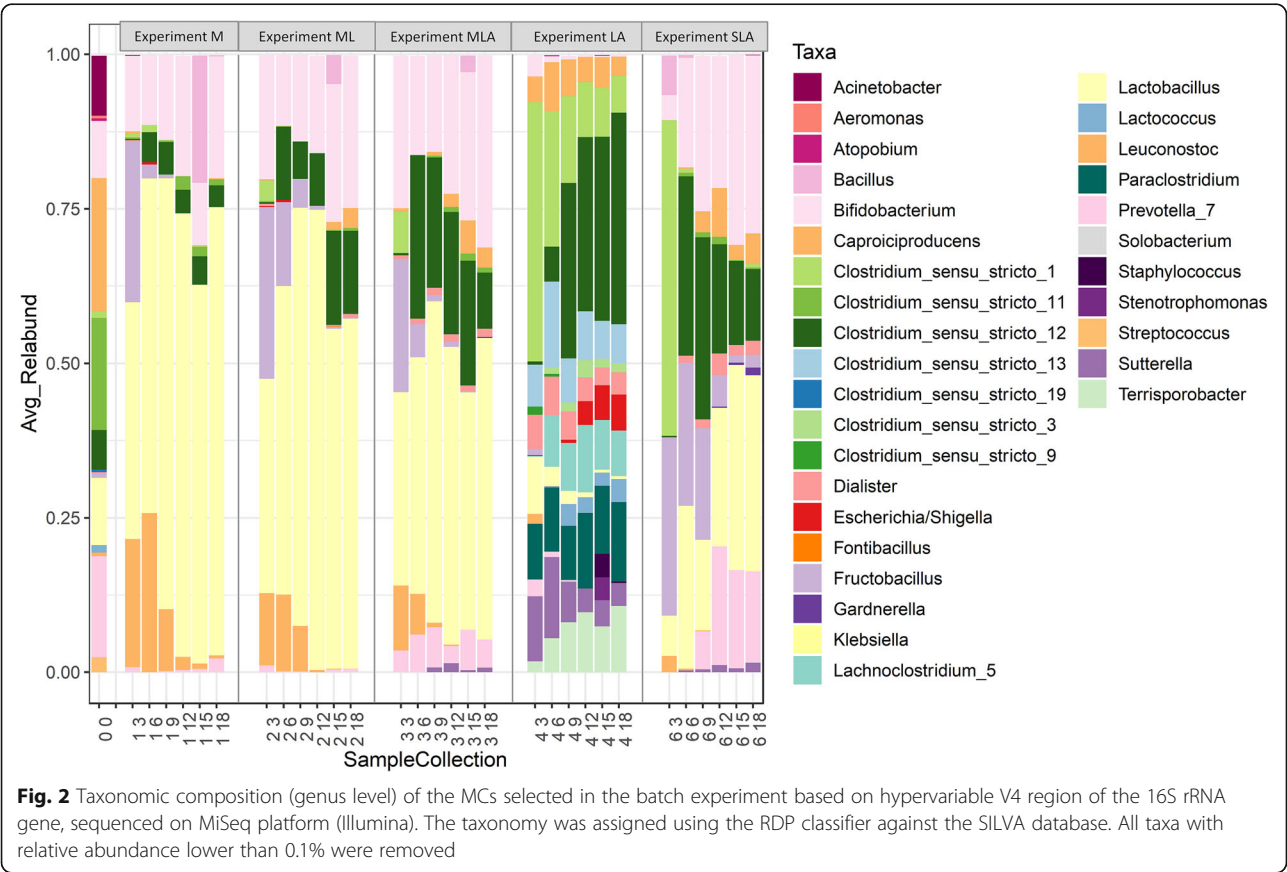 Experiment M
Experiment ML
Experiment MLA
Experiment LA
Experiment SLA
1.00
0.75
0.50
0.25
0.00
Avg_Relabund
0 0
1 3
1 6
1 9
1 12
1 15
1 18
2 3
2 6
2 9
2 12
2 15
2 18
3 3
3 6
3 9
3 12
3 15
3 18
4 3
4 6
4 9
4 12
4 15
4 18
6 3
6 6
6 9
6 12
6 15
6 18
SampleCollection
Taxa
Acinetobacter
Aeromonas
Atopobium
Bacillus
Bifidobacterium
Caproiciproducens
Clostridium_sensu_stricto_1
Clostridium_sensu_stricto_11
Clostridium_sensu_stricto_12
Clostridium_sensu_stricto_13
Clostridium_sensu_stricto_19
Clostridium_sensu_stricto_3
Clostridium_sensu_stricto_9
Dialister
Escherichia/Shigella
Fontibacillus
Fructobacillus
Gardnerella
Klebsiella
Lachnoclostridium_5
Lactobacillus
Lactococcus
Leuconostoc
Paraclostridium
Prevotella_7
Solobacterium
Staphylococcus
Stenotrophomonas
Streptococcus
Sutterella
Terrisporobacter
Fig. 2 Taxonomic composition (genus level) of the MCs selected in the batch experiment based on hypervariable V4 region of the 16S rRNA
gene, sequenced on MiSeq platform (Illumina). The taxonomy was assigned using the RDP classifier against the SILVA database. All taxa with
relative abundance lower than 0.1% were removed